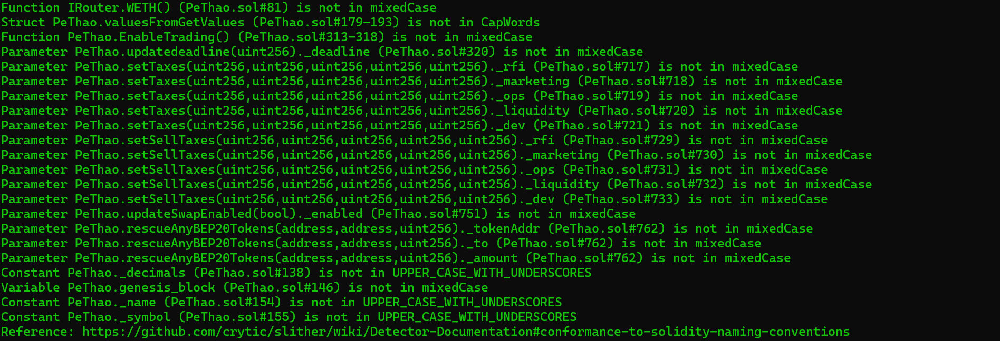 Function IRouter.WETH() (PeThao.sol#81) is not in mixedCase
Struct PeThao.valuesFromGetValues (PeThao.sol#179-193) is not in CapWords
Function PeThao.EnableTrading() (PeThao.sol#313-318) is not in mixedCase
Parameter PeThao.updatedeadline(uint256)._deadline (PeThao.sol#320) is not in mixedCase
Parameter PeThao.setTaxes(uint256,uint256,uint256,uint256,uint256)._rfi (PeThao.sol#717) is not in mixedCase
Parameter PeThao.setTaxes(uint256,uint256,uint256,uint256,uint256)._marketing (PeThao.sol#718) is not in mixedCase
Parameter PeThao.setTaxes(uint256,uint256,uint256,uint256,uint256)._ops (PeThao.sol#719) is not in mixedCase
Parameter PeThao.setTaxes(uint256,uint256,uint256,uint256,uint256)._liquidity (PeThao.sol#720) is not in mixedCase
Parameter PeThao.setTaxes(uint256,uint256,uint256,uint256,uint256)._dev (PeThao.sol#721) is not in mixedCase
Parameter PeThao.setSellTaxes(uint256,uint256,uint256,uint256,uint256)._rfi (PeThao.sol#729) is not in mixedCase
Parameter PeThao.setSellTaxes(uint256,uint256,uint256,uint256,uint256)._marketing (PeThao.sol#730) is not in mixedCase
Parameter PeThao.setSellTaxes(uint256,uint256,uint256,uint256,uint256)._ops (PeThao.sol#731) is not in mixedCase
Parameter PeThao.setSellTaxes(uint256,uint256,uint256,uint256,uint256)._liquidity (PeThao.sol#732) is not in mixedCase
Parameter PeThao.setSellTaxes(uint256,uint256,uint256,uint256,uint256)._dev (PeThao.sol#733) is not in mixedCase
Parameter PeThao.updateSwapEnabled(bool)._enabled (PeThao.sol#751) is not in mixedCase
Parameter PeThao.rescueAnyBEP20Tokens(address,address,uint256)._tokenAddr (PeThao.sol#762) is not in mixedCase
Parameter PeThao.rescueAnyBEP20Tokens(address,address,uint256)._to (PeThao.sol#762) is not in mixedCase
Parameter PeThao.rescueAnyBEP20Tokens(address,address,uint256)._amount (PeThao.sol#762) is not in mixedCase
Constant PeThao._decimals (PeThao.sol#138) is not in UPPER_CASE_WITH_UNDERSCORES
Variable PeThao.genesis_block (PeThao.sol#146) is not in mixedCase
Constant PeThao._name (PeThao.sol#154) is not in UPPER_CASE_WITH_UNDERSCORES
Constant PeThao._symbol (PeThao.sol#155) is not in UPPER_CASE_WITH_UNDERSCORES
Reference: https://github.com/crytic/slither/wiki/Detector-Documentation#conformance-to-solidity-naming-conventions